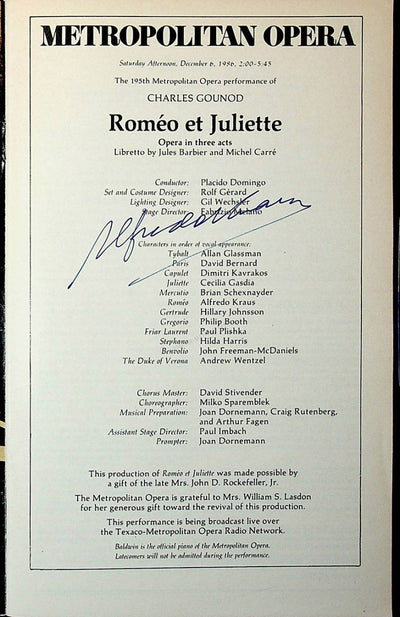 METROPOLITAN OPERA
Saturday Afternoon, December 6, 1986, 2:00-5:45
The 195th Metropolitan Opera performance of
CHARLES GOUNOD
Roméo et Juliette
Opera in three acts
Libretto by Jules Barbier and Michel Carré
Conductor: Placido Domingo
Set and Costume Designer: Rolf Gérard
Lighting Designer: Gil Wechsler
Stage Director: Fabrizio Melano
Alfredo Kraus
Characters in order of vocal appearance:
Tybalt Allan Glassman
Pâris David Bernard
Capulet Dimitri Kavrakos
Juliette Cecilia Gasdia
Mercutio Brian Schexnayder
Roméo Alfredo Kraus
Gertrude Hillary Johnsson
Gregorio Philip Booth
Friar Laurent Paul Plishka
Stephano Hilda Harris
Benvolio John Freeman-McDaniels
The Duke of Verona Andrew Wentzel
Chorus Master: David Stivender
Choreographer: Milko Sparemblek
Musical Preparation: Joan Dornemann, Craig Rutenberg,
and Arthur Fagen
Assistant Stage Director: Paul Imbach
Prompter: Joan Dornemann
This production of Roméo et Juliette was made possible by
a gift of the late Mrs. John D. Rockefeller, Jr.
The Metropolitan Opera is grateful to Mrs. William S. Lasdon
for her generous gift toward the revival of this production.
This performance is being broadcast live over
the Texaco-Metropolitan Opera Radio Network.
Baldwin is the official piano of the Metropolitan Opera.
Latecomers will not be admitted during the performance.